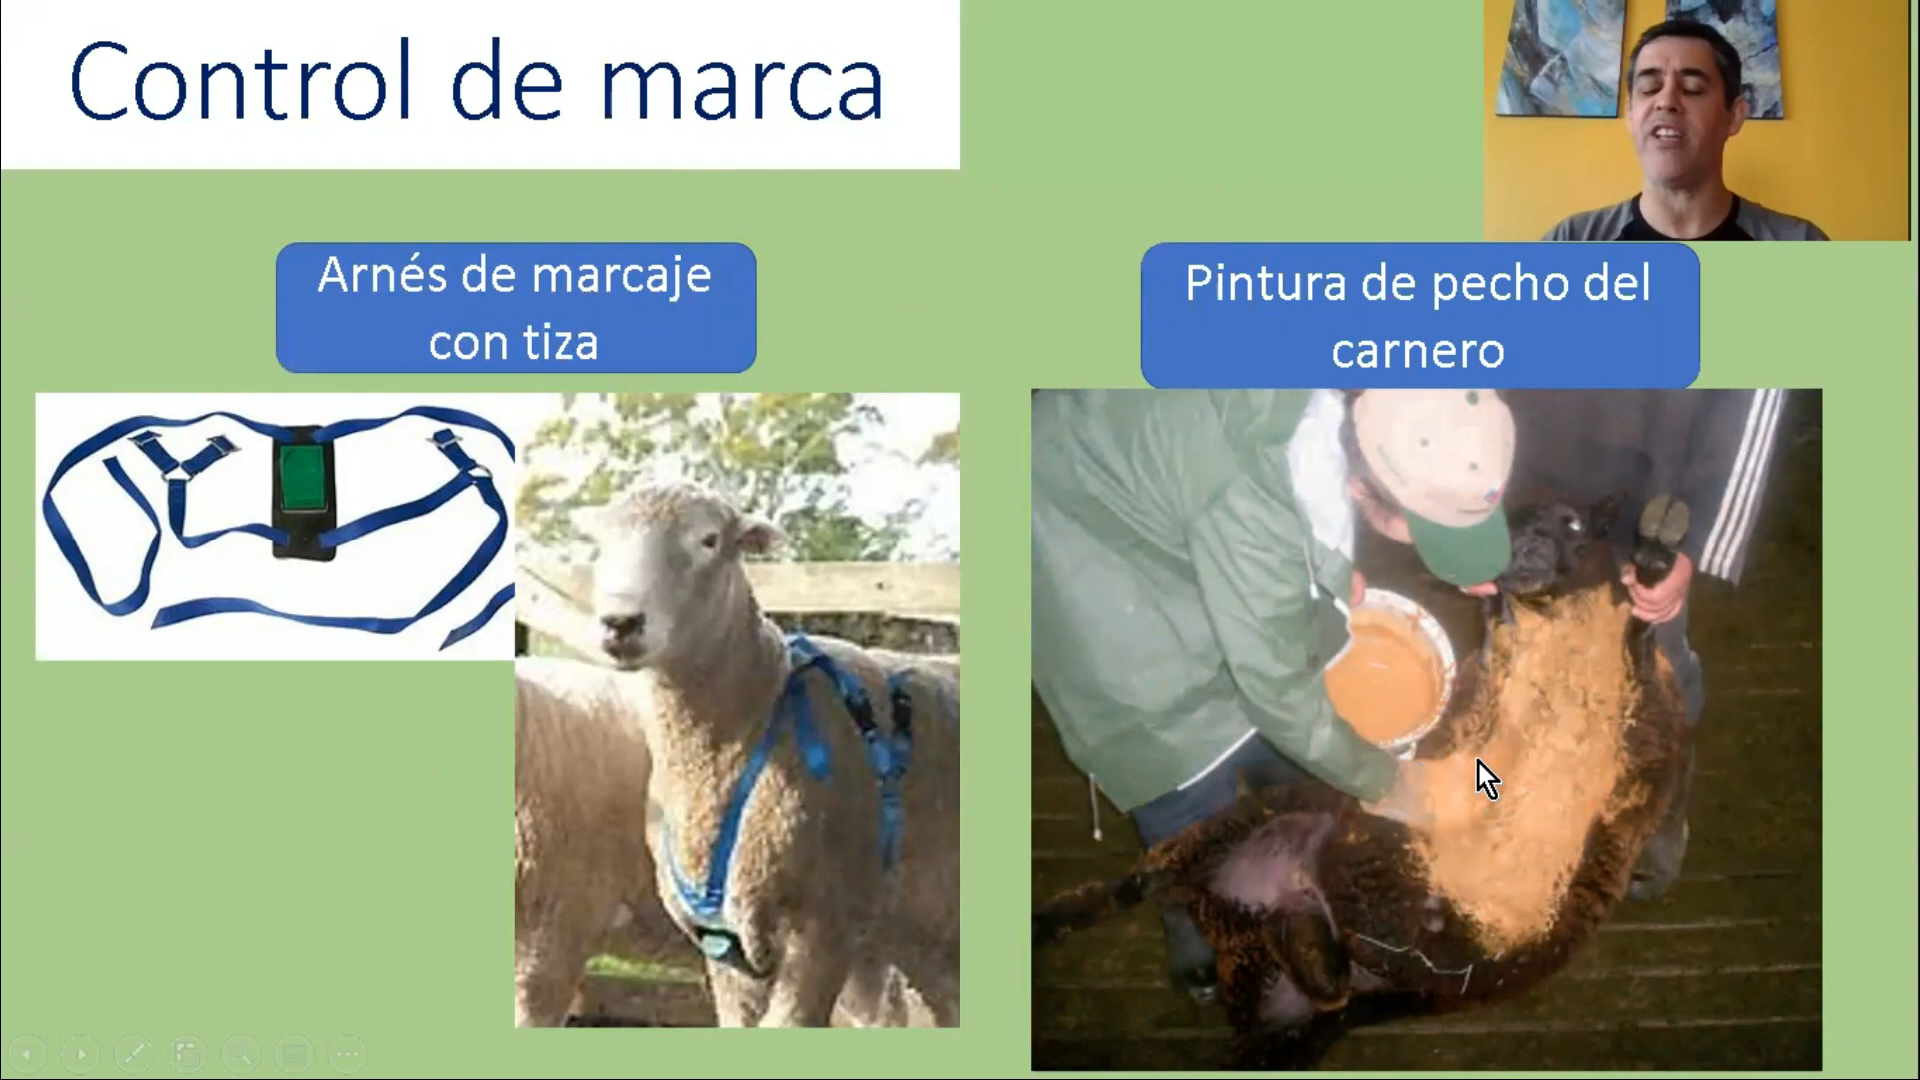 Control de marca
Arnés de marcaje
con tiza
Pintura de pecho del
carnero